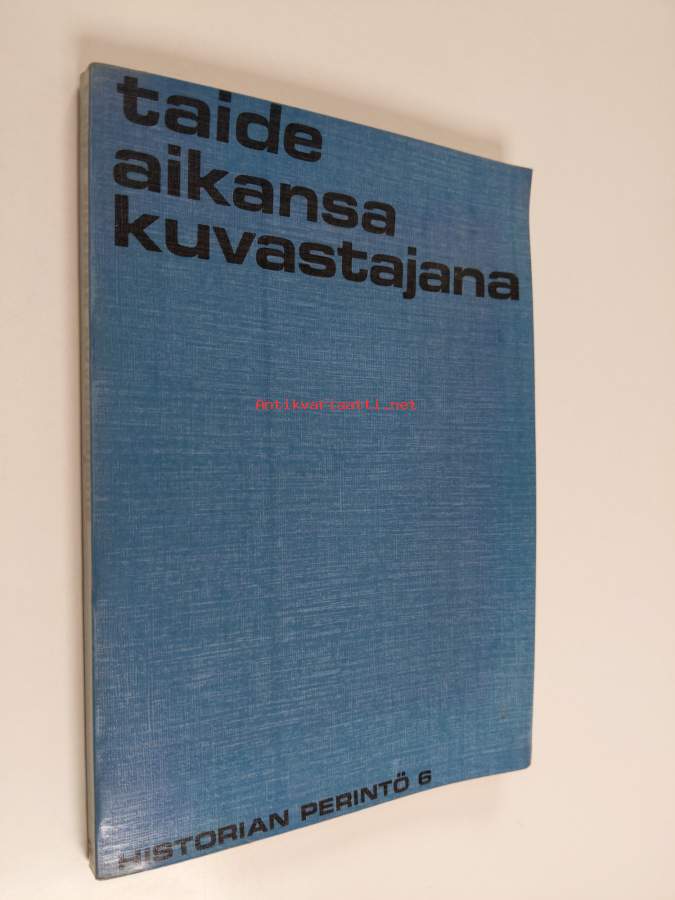 taide
aikansa
kuvastajana
Antikvariaatti.net
HISTORIAN PERINTÖ 6